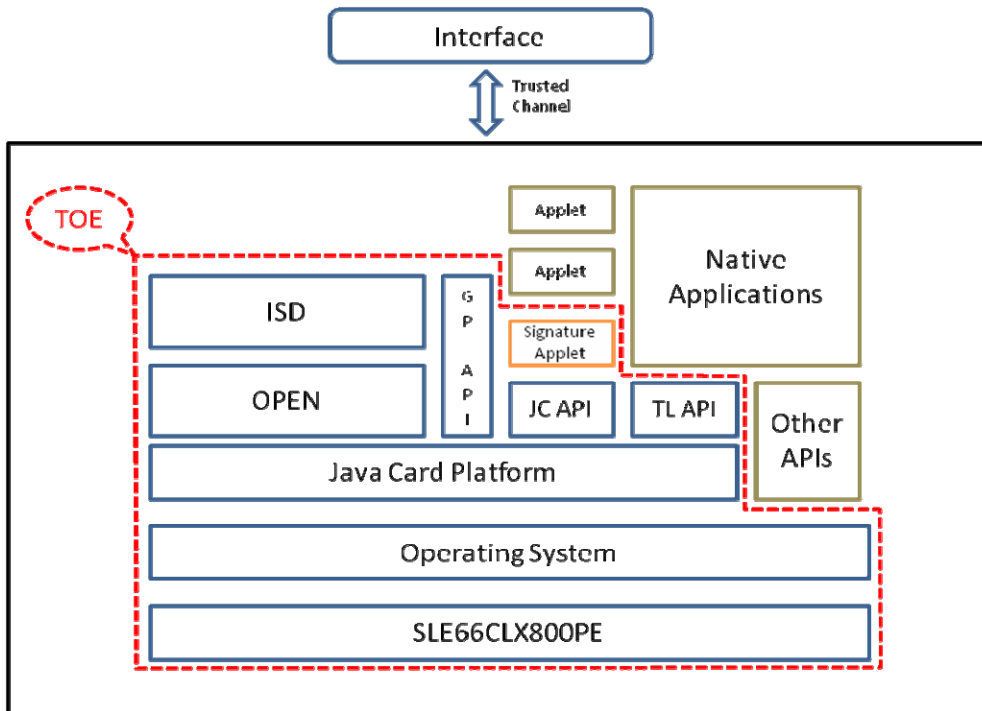 Interface
Trusted
Channel
TOE
Applet
Applet
Native
Applications
ISD
G
P
A
P
I
Signature
Applet
OPEN
JC API
TL API
Other
APIs
Java Card Platform
Operating System
SLE66CLX800PE